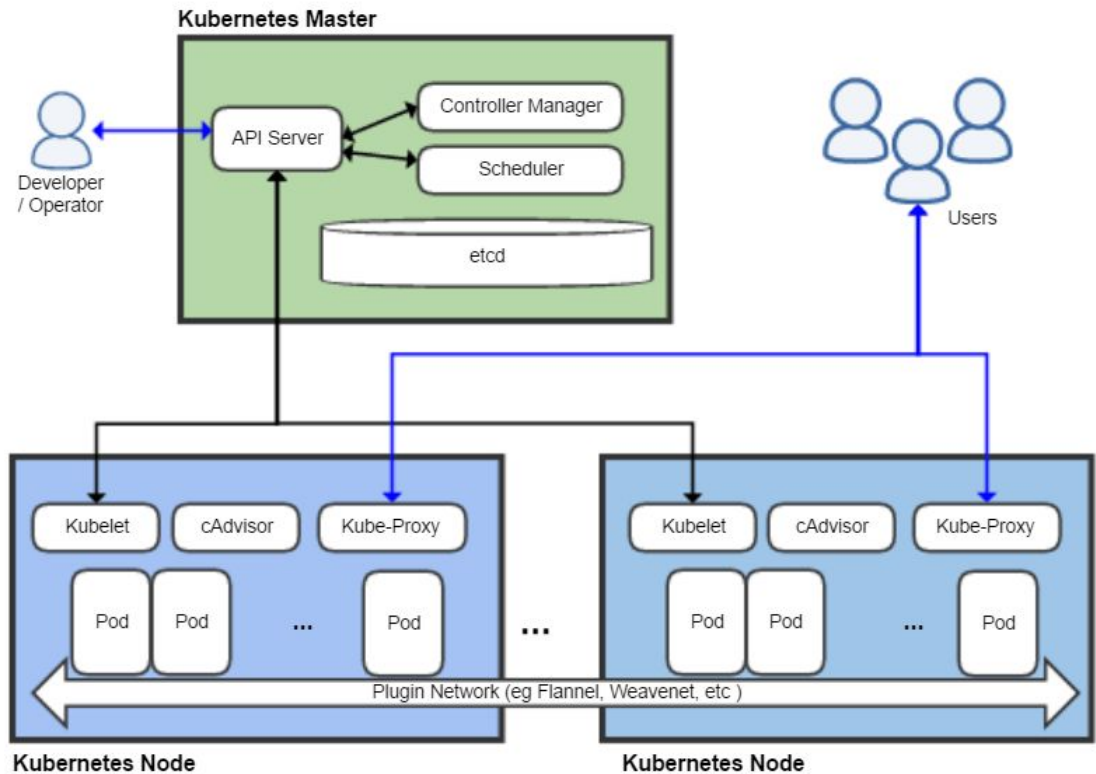 Kubernetes Master
API Server
Controller Manager
Scheduler
etcd
Developer
/ Operator
Users
Kubelet
cAdvisor
Kube-Proxy
Pod
Pod
...
Pod
...
Kubelet
cAdvisor
Kube-Proxy
Pod
Pod
...
Pod
Plugin Network (eg Flannel, Weavenet, etc )
Kubernetes Node
Kubernetes Node